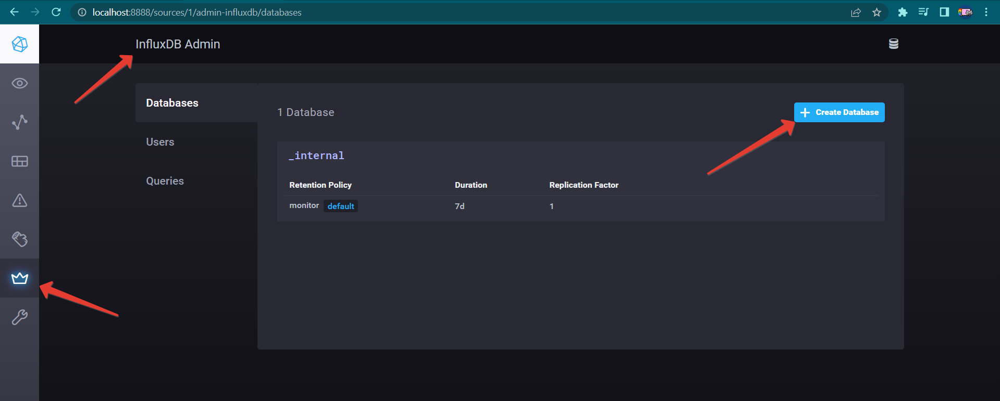 localhost:8888/sources/1/admin-influxdb/databases
InfluxDB Admin
Databases
Users
Queries
1 Database
Create Database
_internal
Retention Policy Duration Replication Factor
monitor default 7d 1